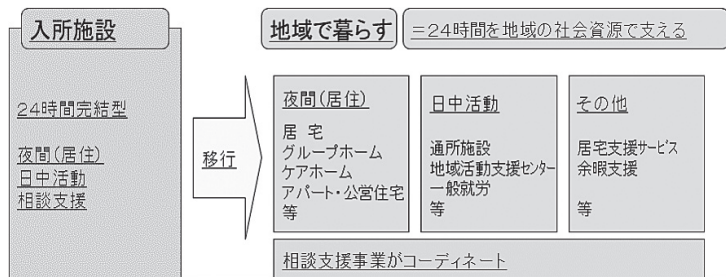 入所施設
24時間完結型
夜間(居住)
日中活動
相談支援
移行
地域で暮らす
=24時間を地域の社会資源で支える
夜間(居住)
居 宅
グループホーム
ケアホーム
アパート・公営住宅
等
日中活動
通所施設
地域活動支援センター
一般就労
等
その他
居宅支援サービス
余暇支援
等
相談支援事業がコーディネート